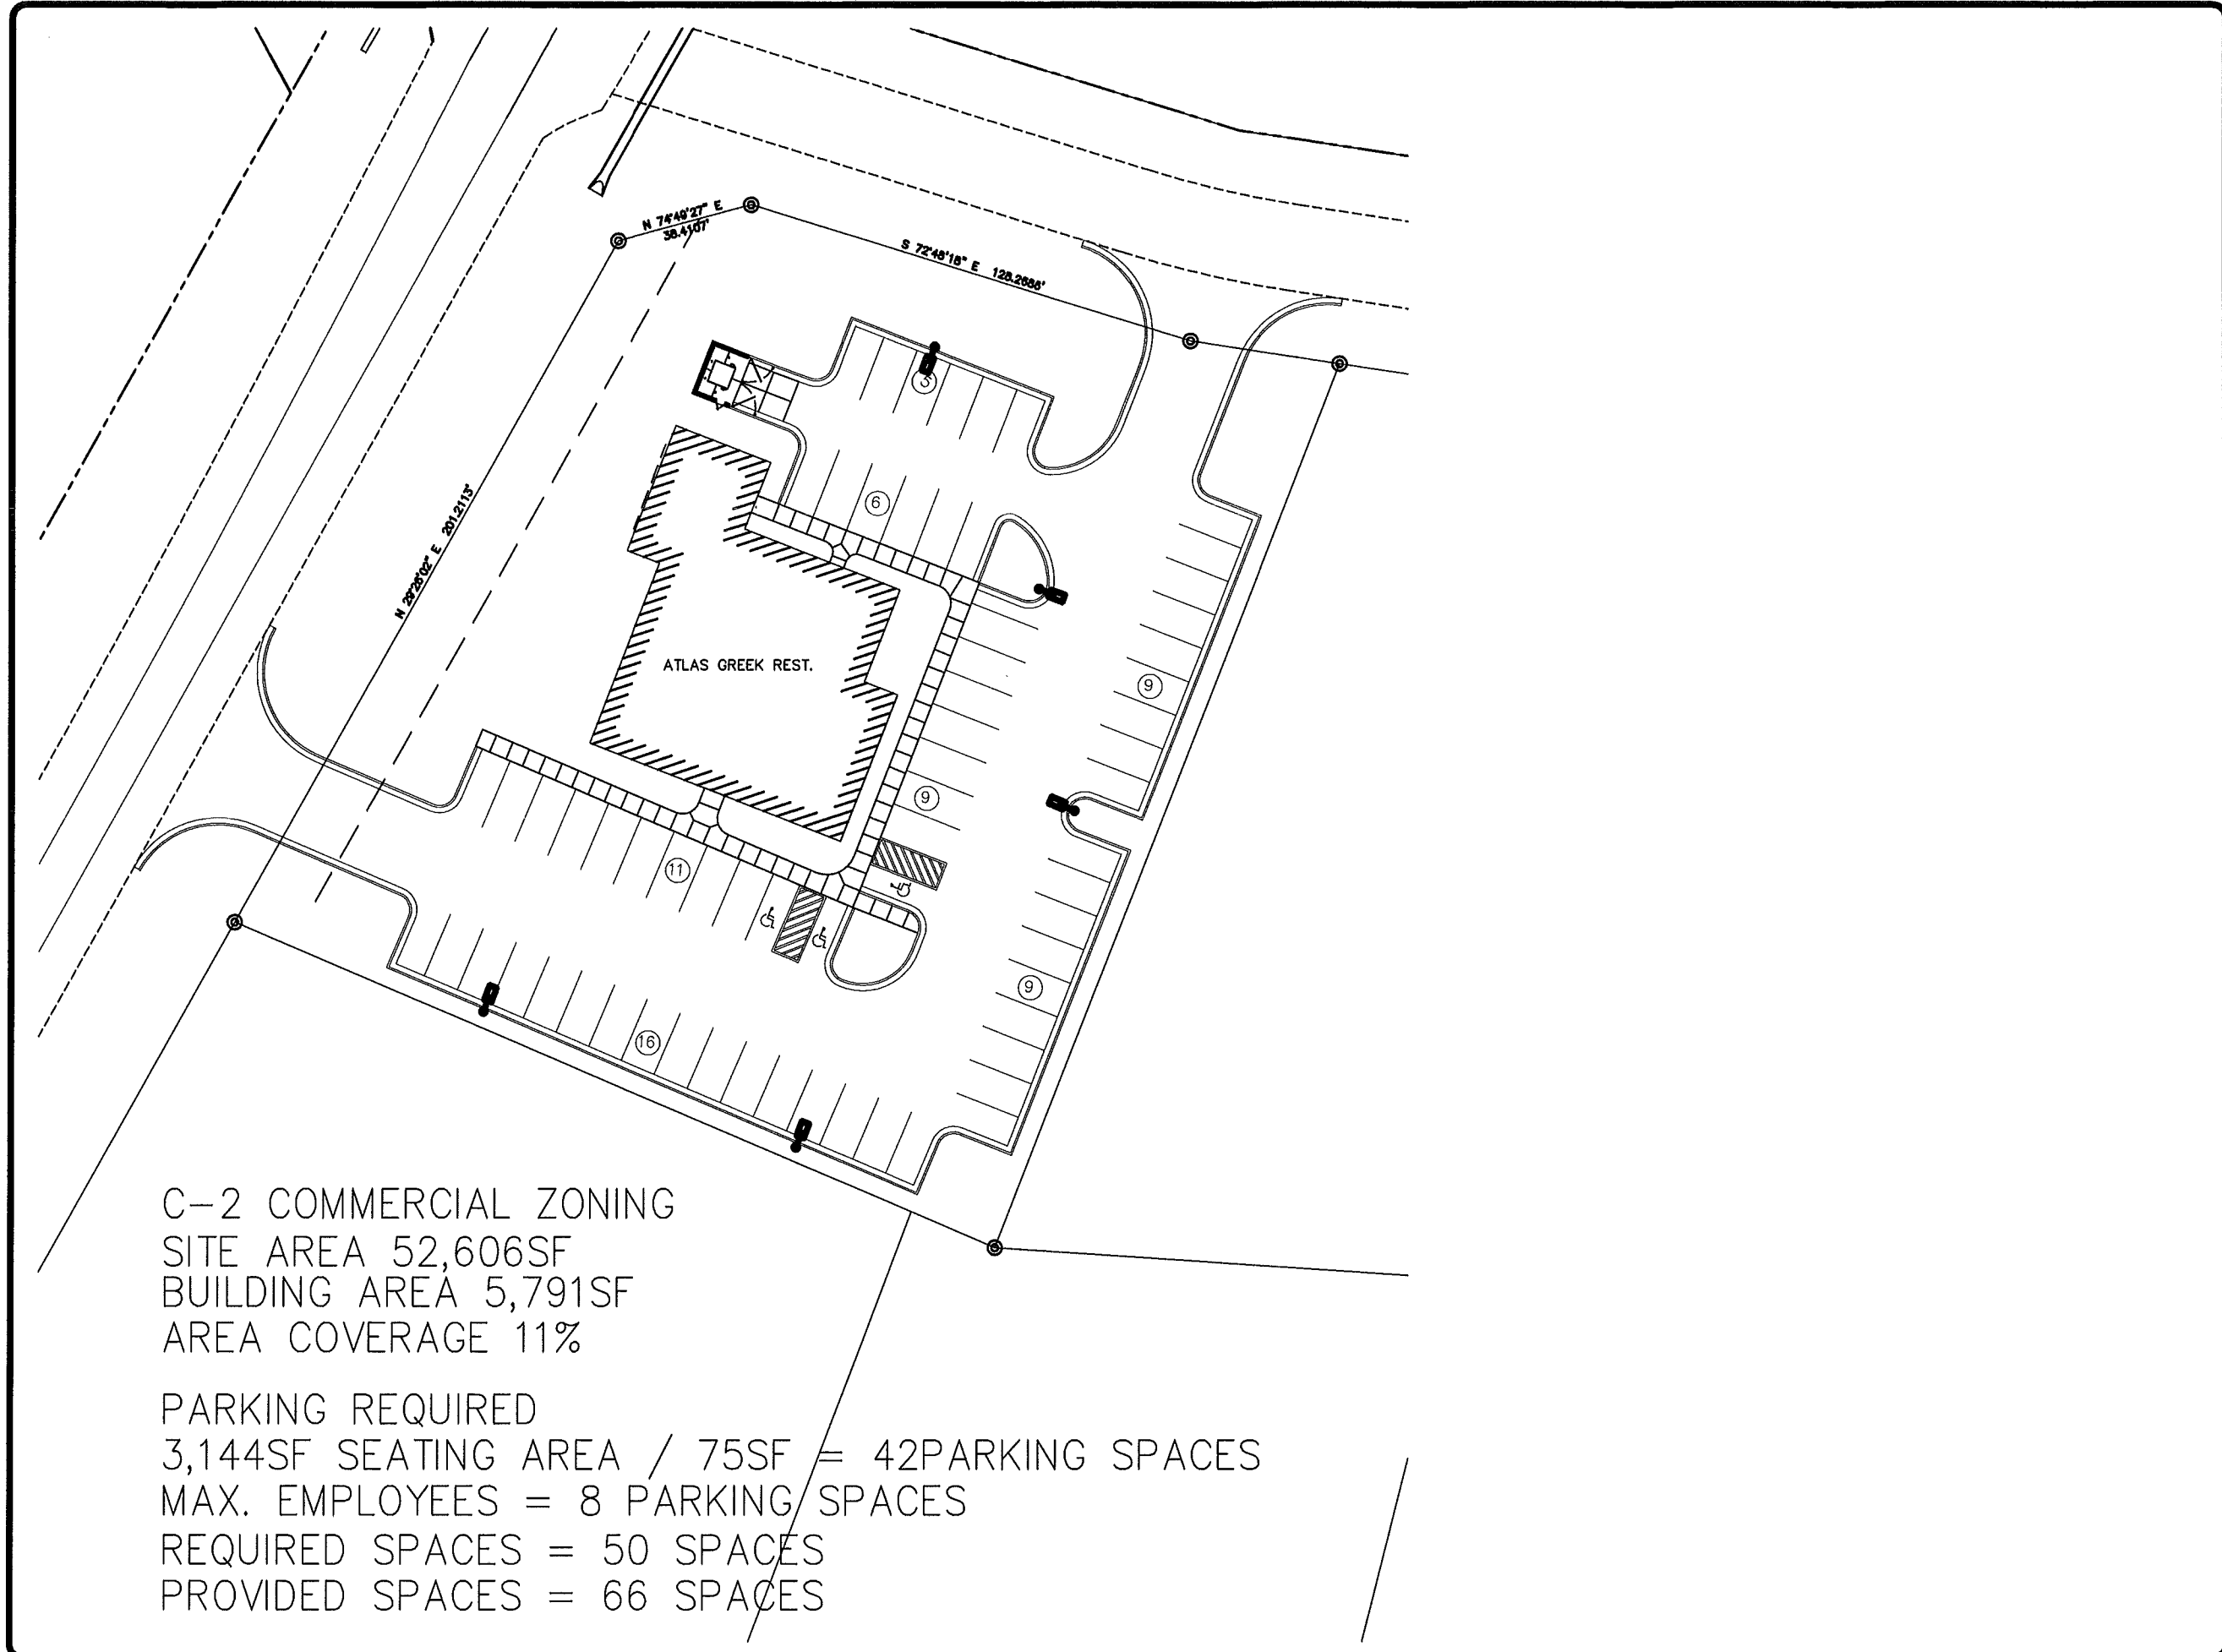 N 74°49'27" E
38.4107'
S 72°48'18" E 128.2688'
5
6
N 29°26'02" E 201.2113'
ATLAS GREEK REST.
9
9
11
9
16
C-2 COMMERCIAL ZONING
SITE AREA 52,606SF
BUILDING AREA 5,791SF
AREA COVERAGE 11%
PARKING REQUIRED
3,144SF SEATING AREA / 75SF = 42PARKING SPACES
MAX. EMPLOYEES = 8 PARKING SPACES
REQUIRED SPACES = 50 SPACES
PROVIDED SPACES = 66 SPACES